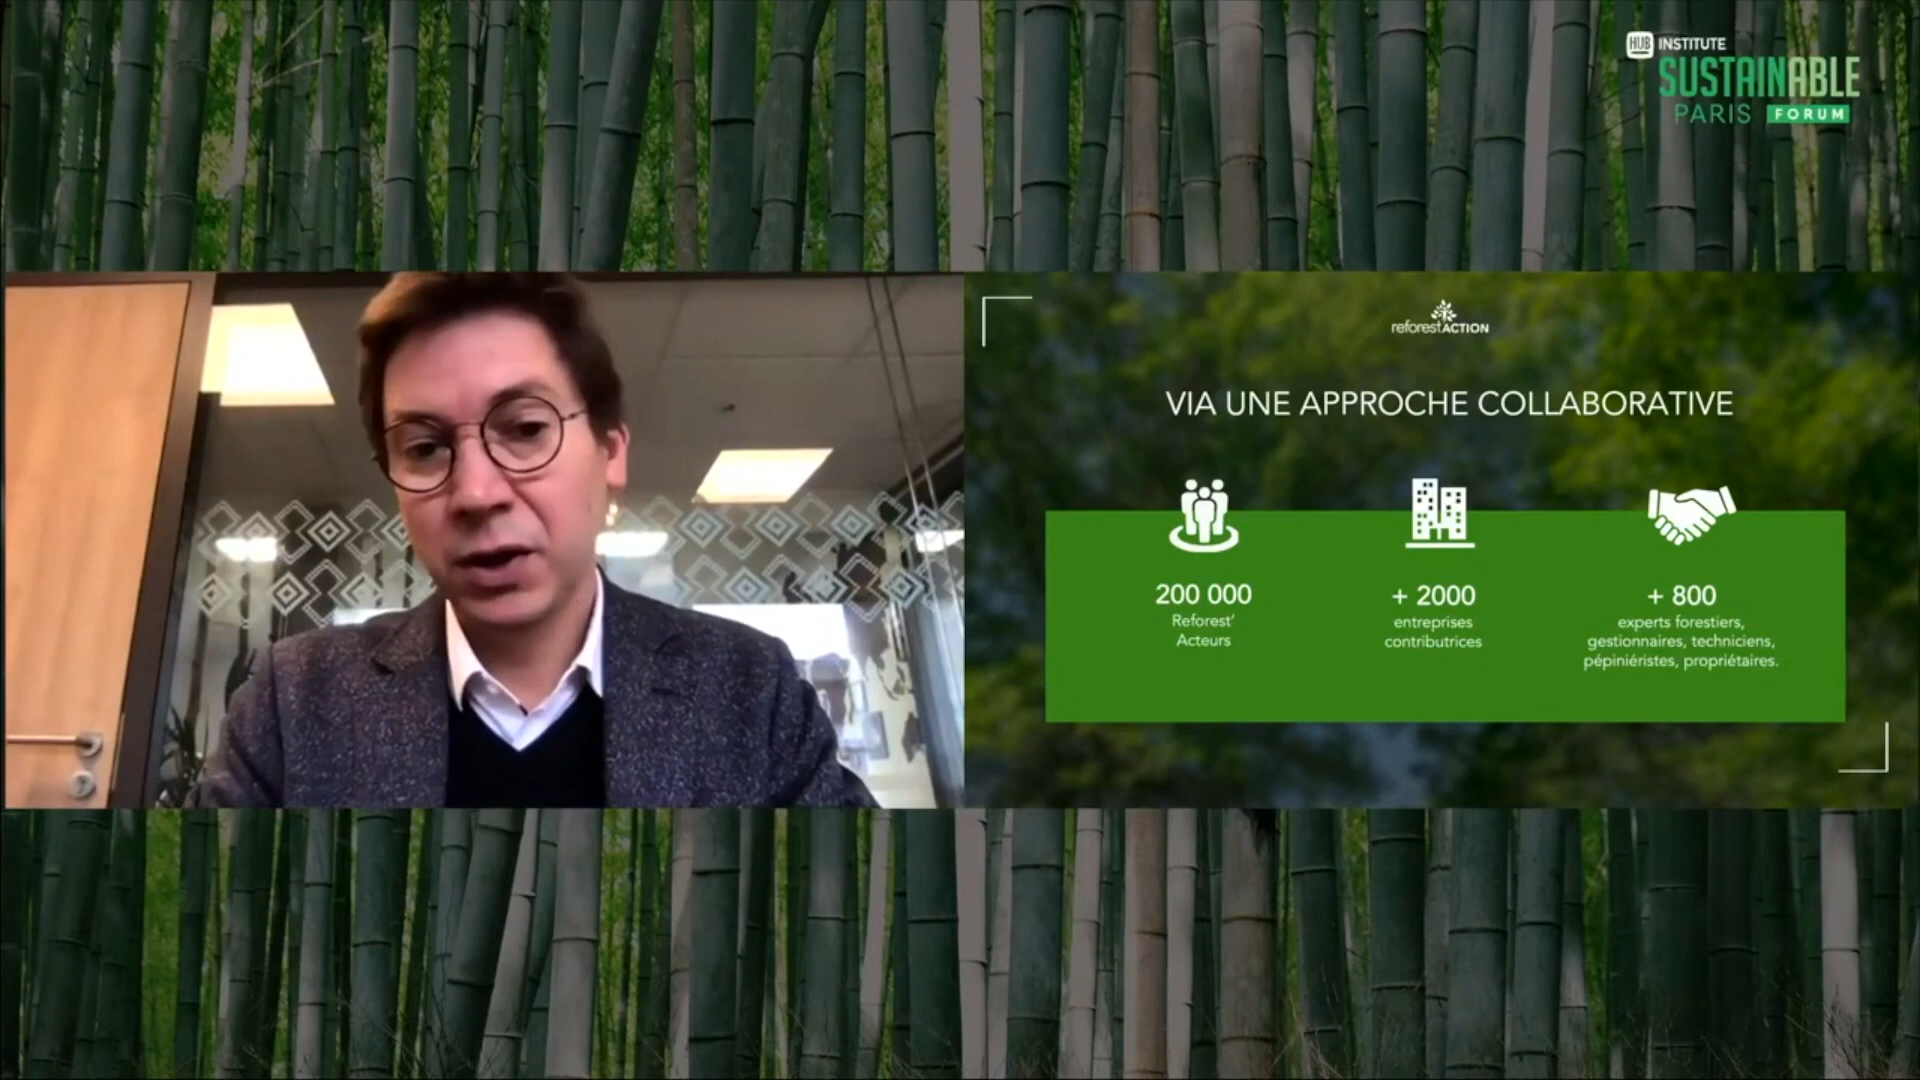 HUB INSTITUTE
SUSTAINABLE
PARIS FORUM
reforestACTION
VIA UNE APPROCHE COLLABORATIVE
200 000
Reforest'
Acteurs
+ 2000
entreprises
contributrices
+ 800
experts forestiers,
gestionnaires, techniciens,
pépiniéristes, propriétaires.